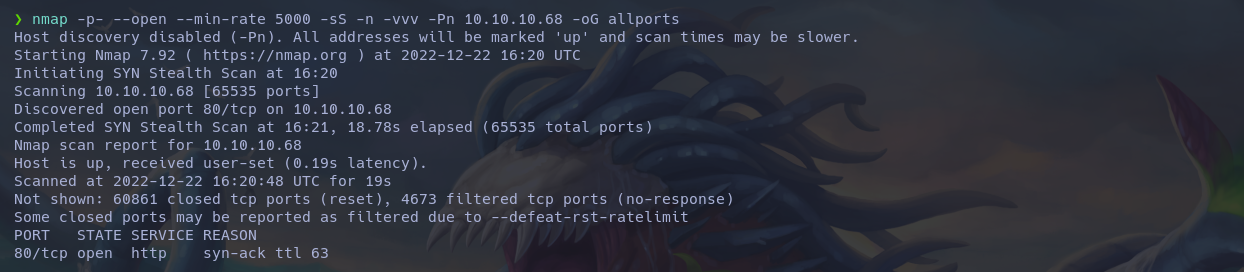 ❯ nmap -p- --open --min-rate 5000 -sS -n -vvv -Pn 10.10.10.68 -oG allports
Host discovery disabled (-Pn). All addresses will be marked 'up' and scan times may be slower.
Starting Nmap 7.92 ( https://nmap.org ) at 2022-12-22 16:20 UTC
Initiating SYN Stealth Scan at 16:20
Scanning 10.10.10.68 [65535 ports]
Discovered open port 80/tcp on 10.10.10.68
Completed SYN Stealth Scan at 16:21, 18.78s elapsed (65535 total ports)
Nmap scan report for 10.10.10.68
Host is up, received user-set (0.19s latency).
Scanned at 2022-12-22 16:20:48 UTC for 19s
Not shown: 60861 closed tcp ports (reset), 4673 filtered tcp ports (no-response)
Some closed ports may be reported as filtered due to --defeat-rst-ratelimit
PORT   STATE SERVICE REASON
80/tcp open  http    syn-ack ttl 63